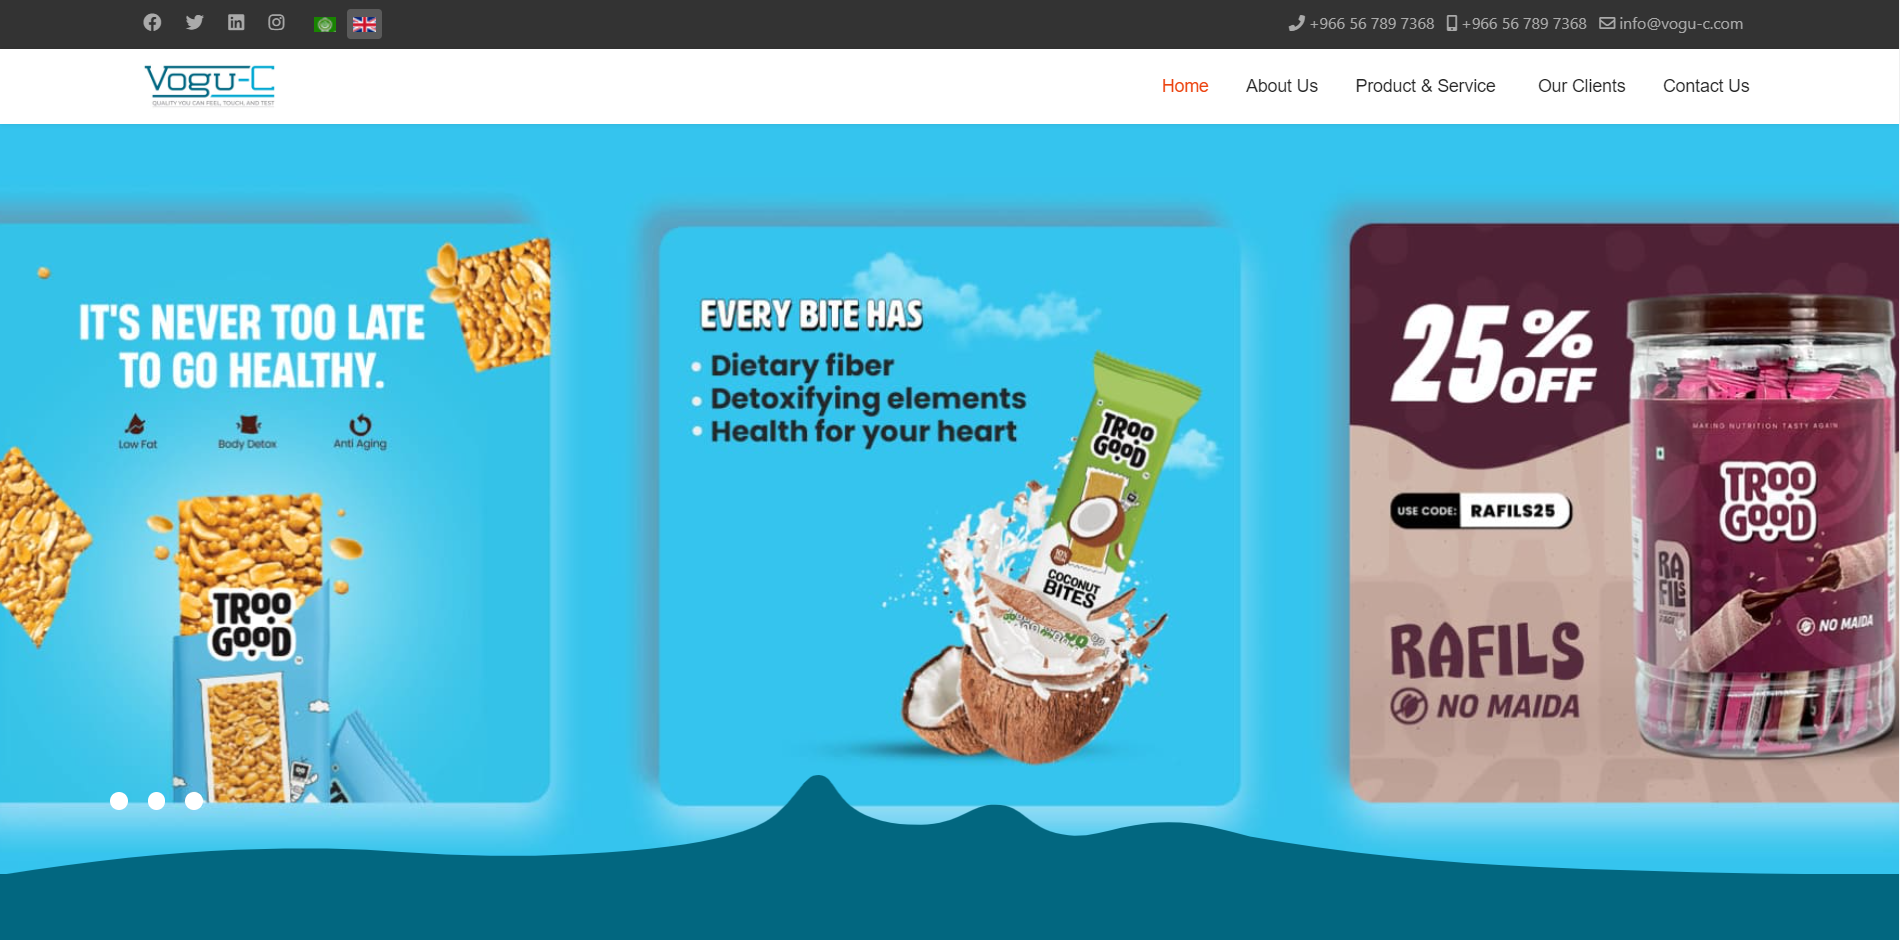 +966 56 789 7368 +966 56 789 7368 info@vogu-c.com
Vogu-C
QUALITY YOU CAN FEEL, TOUCH, AND TEST
Home About Us Product & Service Our Clients Contact Us
IT'S NEVER TOO LATE
TO GO HEALTHY.
Low Fat Body Detox Anti Aging
TROO
GOOD
EVERY BITE HAS
Dietary fiber
Detoxifying elements
Health for your heart
TROO
GOOD
COCONUT
BITES
25%
OFF
USE CODE: RAFILS25
RAFILS
NO MAIDA
MAKING NUTRITION TASTY AGAIN
TROO
GOOD
RA
FILS
NO MAIDA